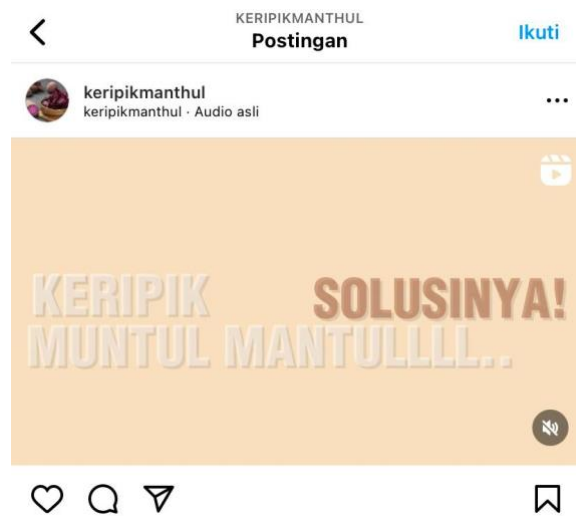 KERIPIKMANTHUL
Postingan
Ikuti
keripikmanthul
keripikmanthul · Audio asli
KERIPIK SOLUSINYA!
MUNTUL MANTULLLL..